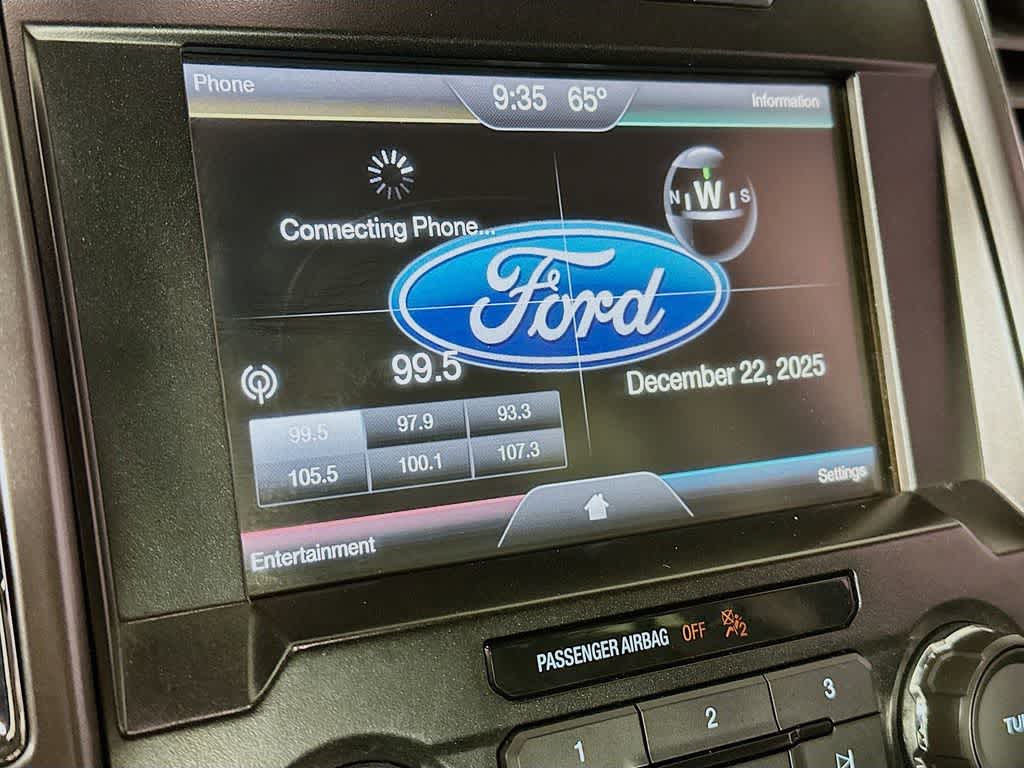 Phone
9:35 65°
Information
Connecting Phone...
N W S
Ford
99.5
December 22, 2025
99.5 97.9 93.3
105.5 100.1 107.3
Settings
Entertainment
PASSENGER AIRBAG OFF 2
1 2 3